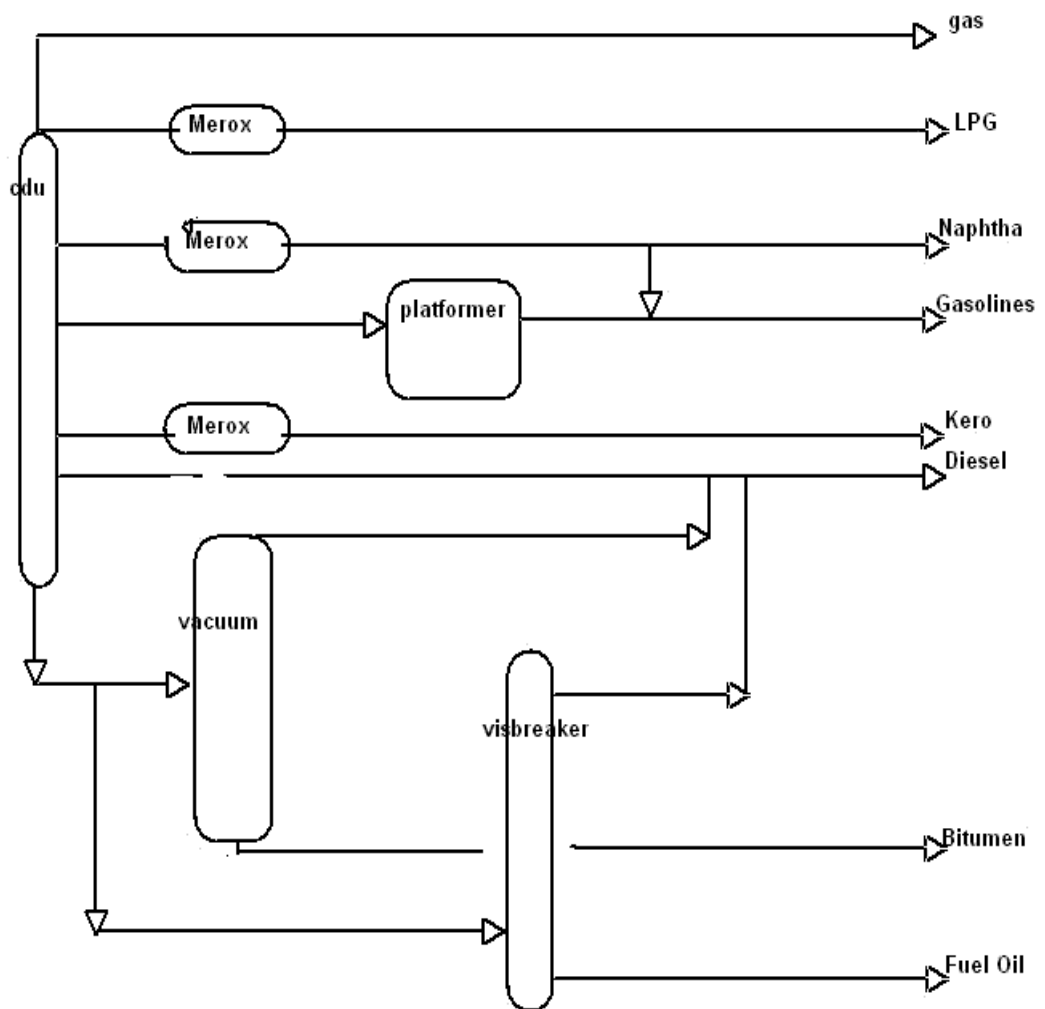 gas
Merox
LPG
cdu
Merox
Naphtha
platformer
Gasolines
Merox
Kero
Diesel
vacuum
visbreaker
Bitumen
Fuel Oil